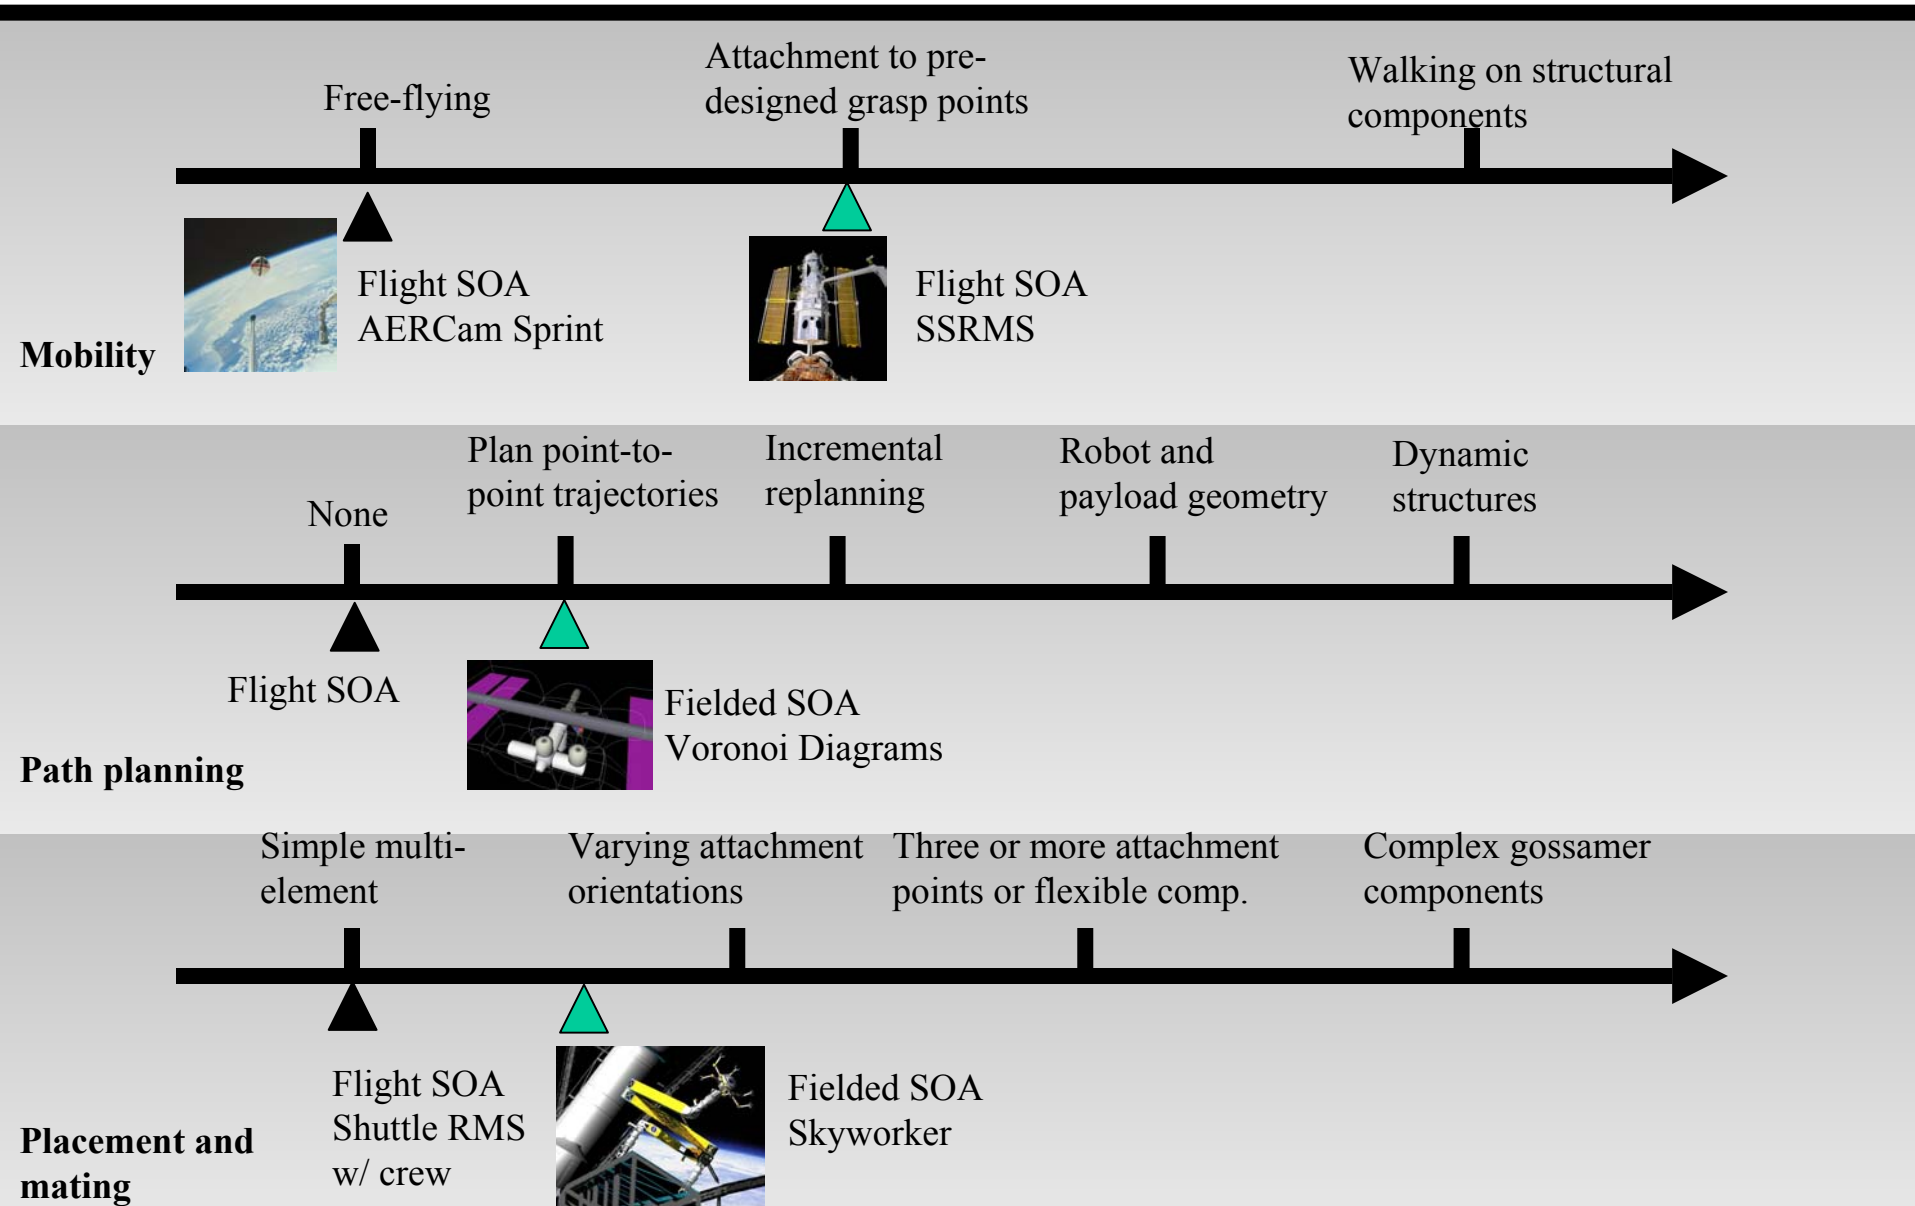 Free-flying
Attachment to pre-
designed grasp points
Walking on structural
components
Flight SOA
AERCam Sprint
Flight SOA
SSRMS
Mobility
None
Plan point-to-
point trajectories
Incremental
replanning
Robot and
payload geometry
Dynamic
structures
Flight SOA
Fielded SOA
Voronoi Diagrams
Path planning
Simple multi-
element
Varying attachment
orientations
Three or more attachment
points or flexible comp.
Complex gossamer
components
Flight SOA
Shuttle RMS
w/ crew
Fielded SOA
Skyworker
Placement and
mating